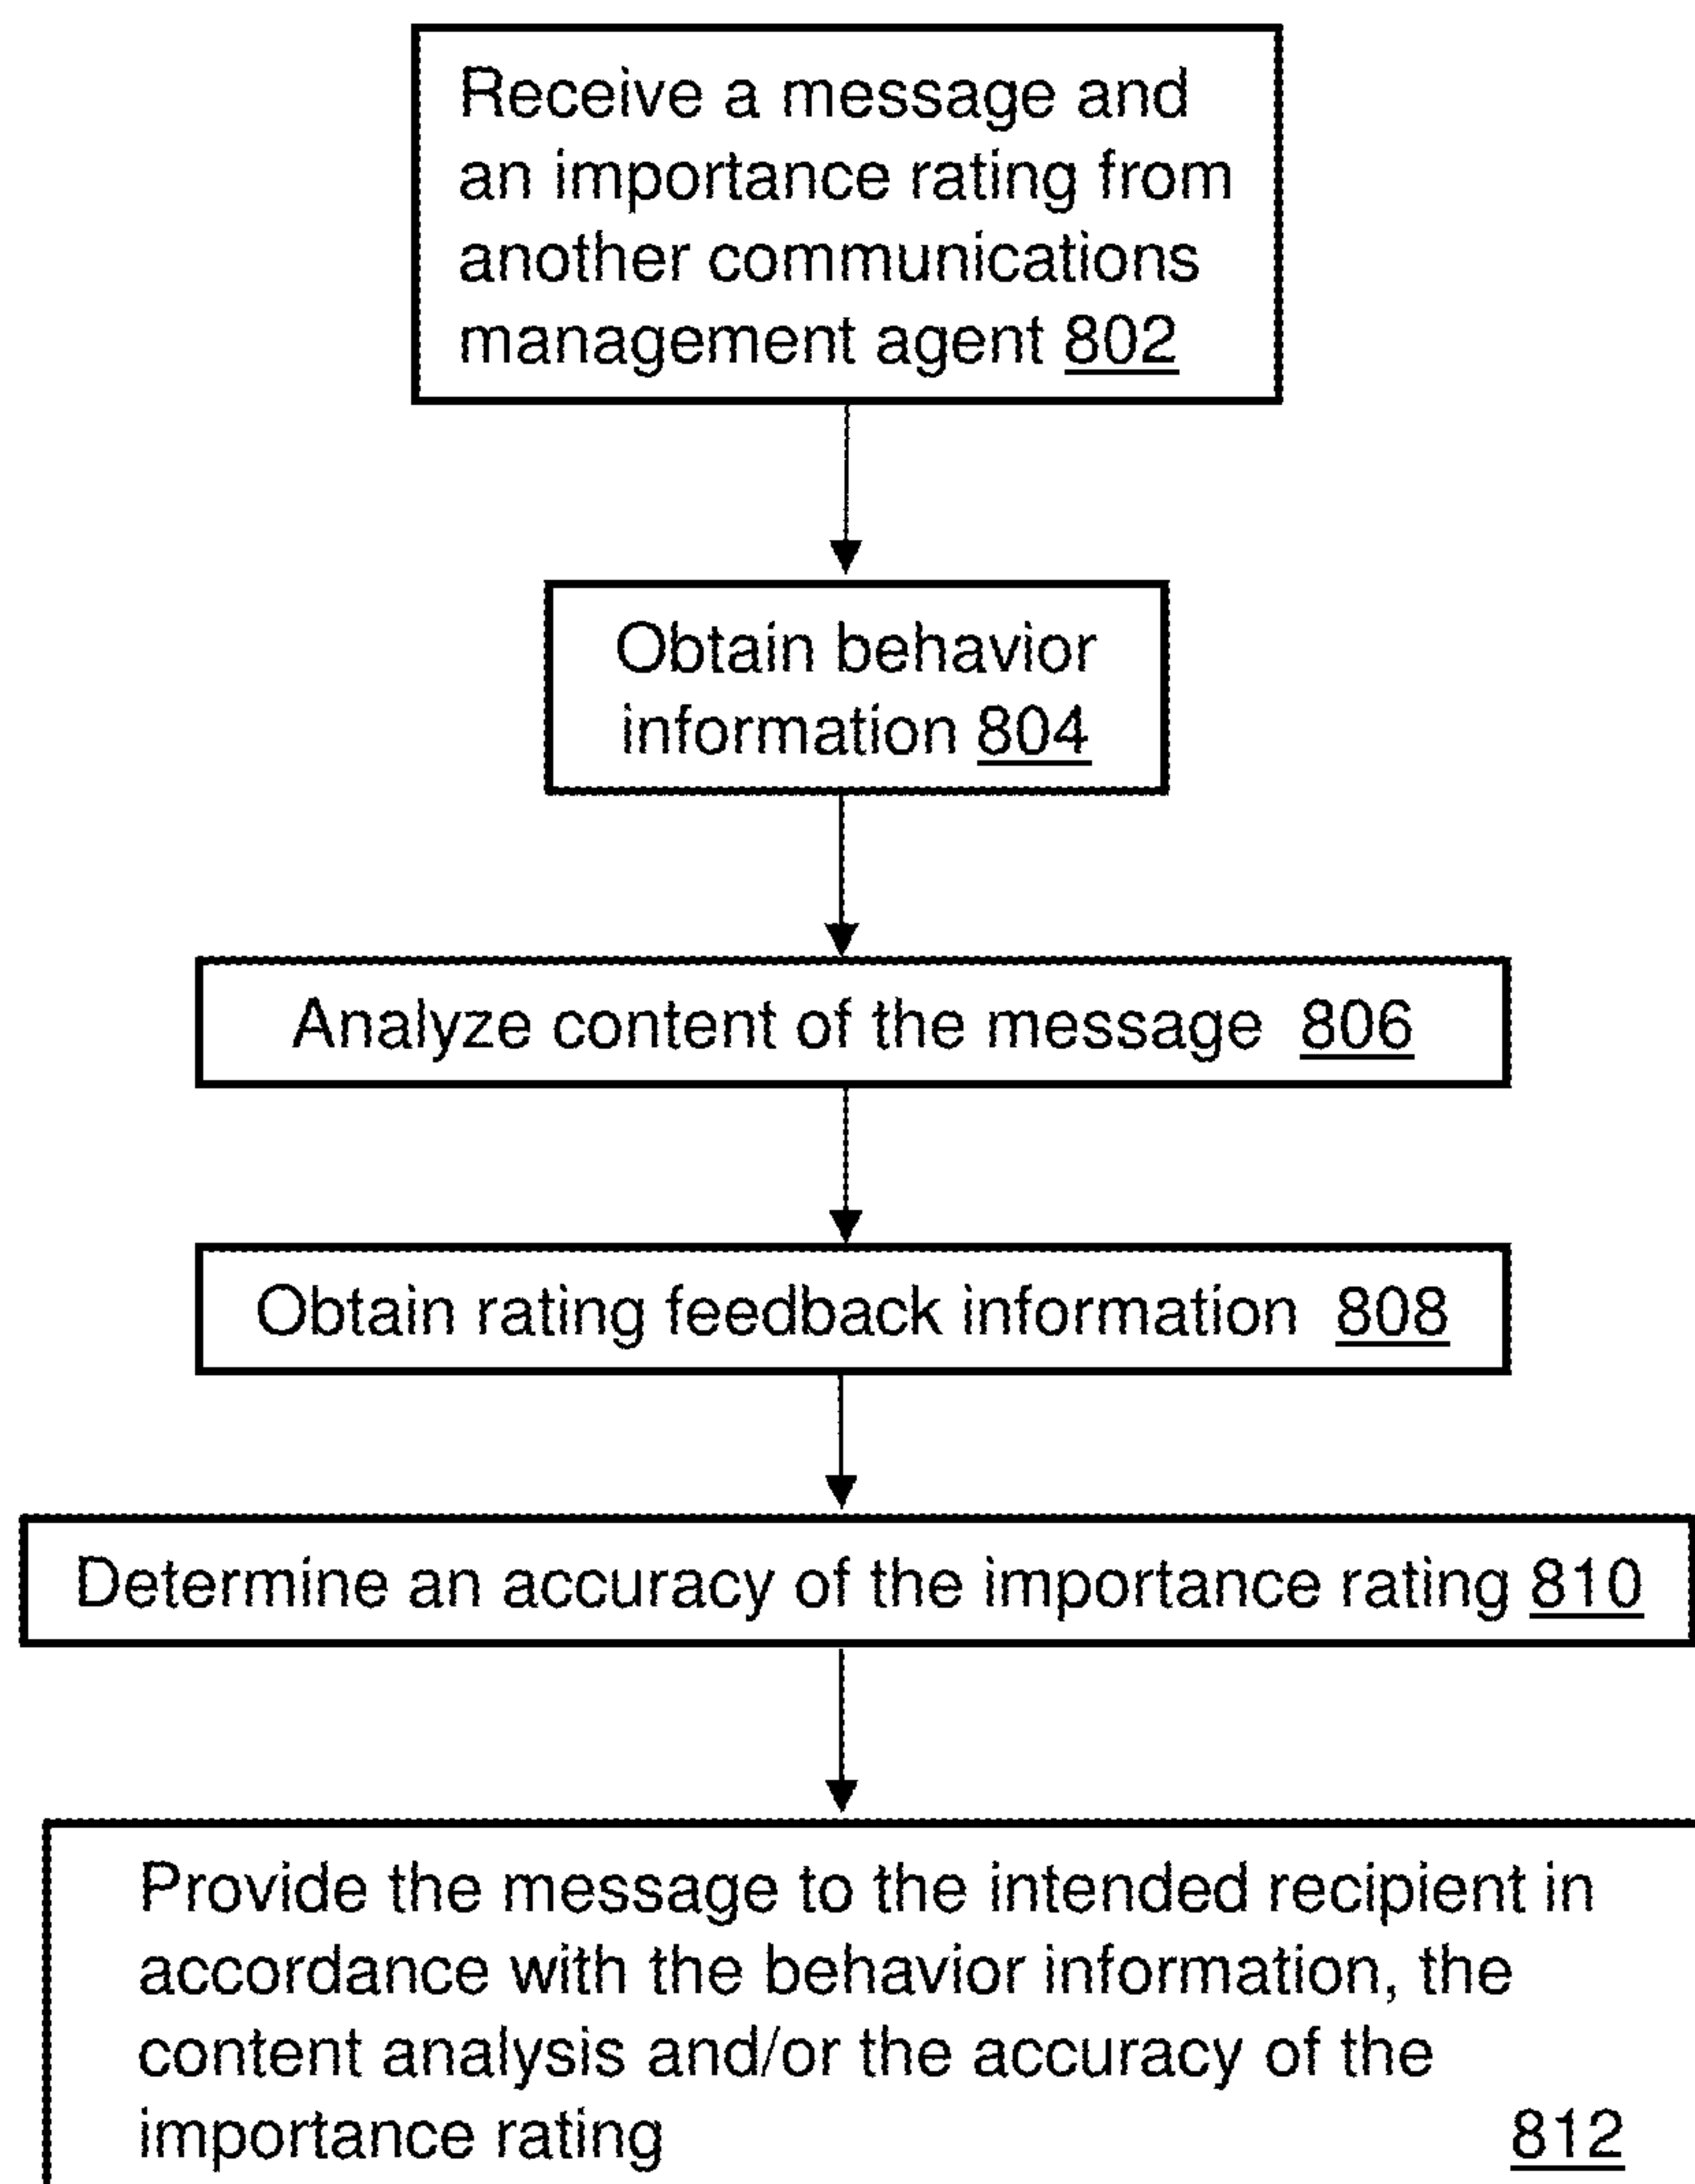 Receive a message and
an importance rating from
another communications
management agent 802
Obtain behavior
information 804
Analyze content of the message 806
Obtain rating feedback information 808
Determine an accuracy of the importance rating 810
Provide the message to the intended recipient in
accordance with the behavior information, the
content analysis and/or the accuracy of the
importance rating 812